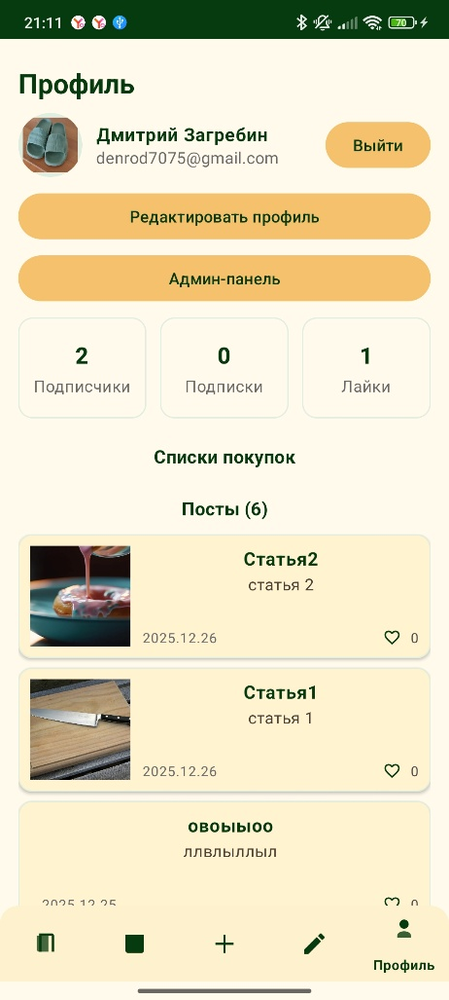 21:11
70
Профиль
Дмитрий Загребин
denrod7075@gmail.com
Выйти
Редактировать профиль
Админ-панель
2
Подписчики
0
Подписки
1
Лайки
Списки покупок
Посты (6)
Статья2
статья 2
2025.12.26
0
Статья1
статья 1
2025.12.26
0
овоыыоо
ллвлыллыл
2025.12.25
0
Профиль